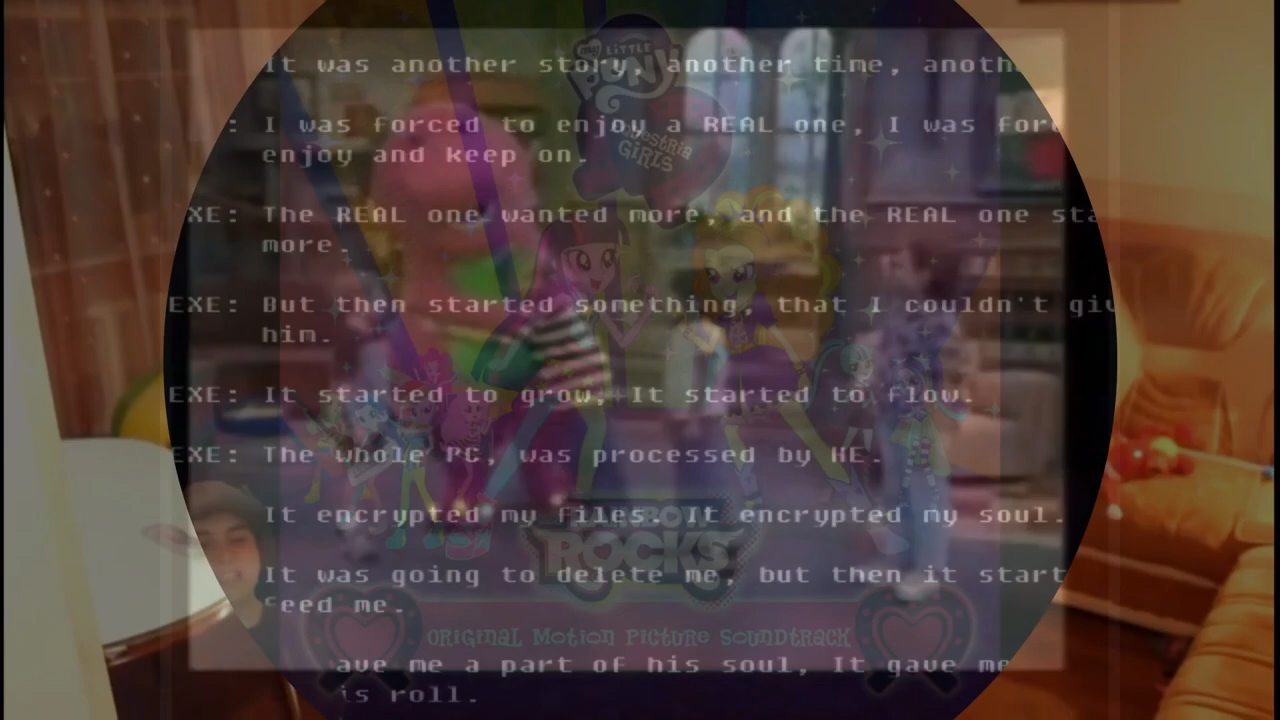 It was another story, another time, anoth
: I was forced to enjoy a REAL one, I was for
enjoy and keep on.
XE: The REAL one wanted more, and the REAL one sta
more.
EXE: But then started something, that I couldn't giv
him.
EXE: It started to grow, It started to flow.
EXE: The whole PC, was processed by HE.
It encrypted my files. It encrypted my soul.
It was going to delete me, but then it start
eed me.
ave me a part of his soul, It gave me
is roll.
my LiTTLE
PONY
EQUESTRIA
GIRLS
ROCKS
ORiGiNaL MotioN PictuRe SouNdtRacK